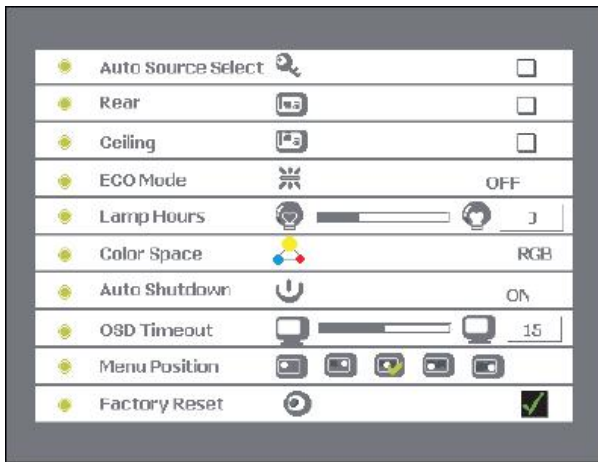 Auto Source Select
Rear
Ceiling
ECO Mode OFF
Lamp Hours
Color Space RGB
Auto Shutdown ON
OSD Timeout 15
Menu Position
Factory Reset